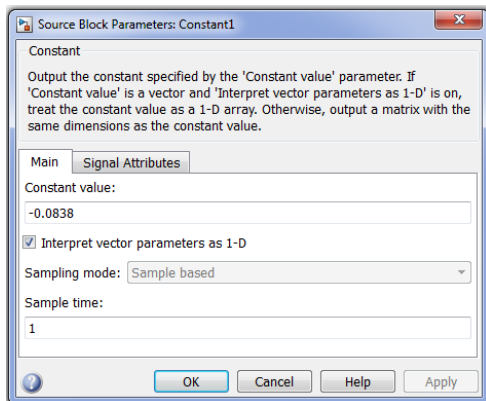 Source Block Parameters: Constant1
Constant
Output the constant specified by the 'Constant value' parameter. If
'Constant value' is a vector and 'Interpret vector parameters as 1-D' is on,
treat the constant value as a 1-D array. Otherwise, output a matrix with the
same dimensions as the constant value.
Main Signal Attributes
Constant value:
-0.0838
Interpret vector parameters as 1-D
Sampling mode: Sample based
Sample time:
1
OK Cancel Help Apply